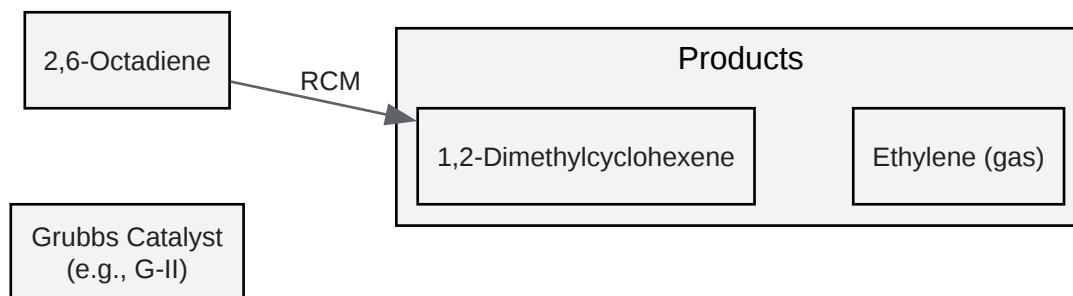 2,6-Octadiene
RCM
Products
1,2-Dimethylcyclohexene
Ethylene (gas)
Grubbs Catalyst
(e.g., G-II)